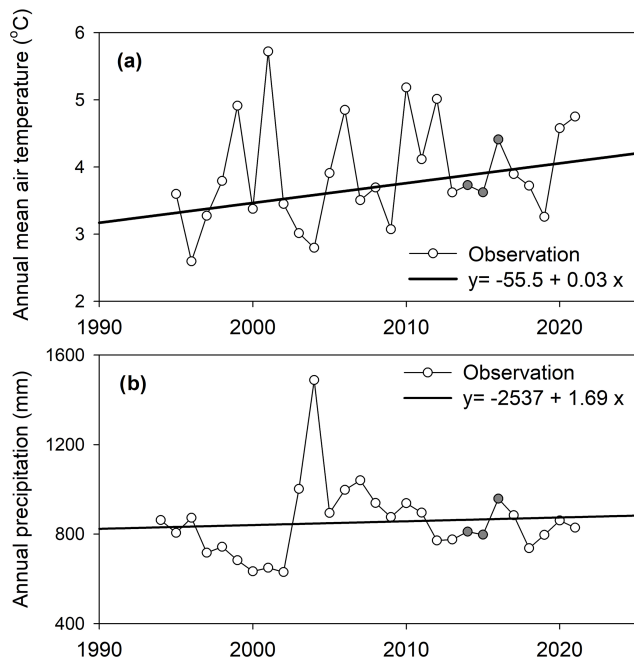 Annual mean air temperature (°C)
(a)
6
5
4
3
2
Observation
y= -55.5 + 0.03 x
1990
2000
2010
2020
Annual precipitation (mm)
(b)
1600
1200
800
400
Observation
y= -2537 + 1.69 x
1990
2000
2010
2020